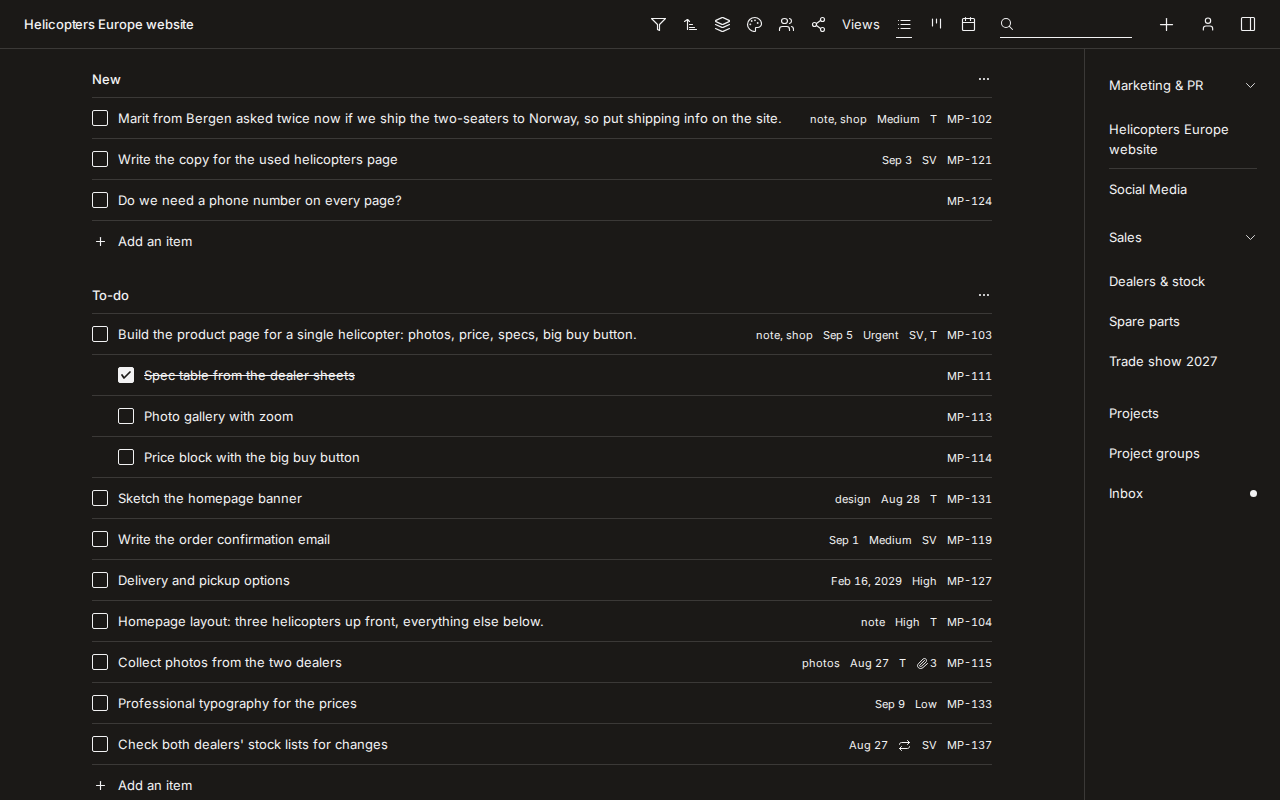 Helicopters Europe website
Views
New
Marit from Bergen asked twice now if we ship the two-seaters to Norway, so put shipping info on the site. note, shop Medium T MP-102
Write the copy for the used helicopters page Sep 3 SV MP-121
Do we need a phone number on every page? MP-124
Add an item
To-do
Build the product page for a single helicopter: photos, price, specs, big buy button. note, shop Sep 5 Urgent SV, T MP-103
Spec table from the dealer sheets MP-111
Photo gallery with zoom MP-113
Price block with the big buy button MP-114
Sketch the homepage banner design Aug 28 T MP-131
Write the order confirmation email Sep 1 Medium SV MP-119
Delivery and pickup options Feb 16, 2029 High MP-127
Homepage layout: three helicopters up front, everything else below. note High T MP-104
Collect photos from the two dealers photos Aug 27 T 3 MP-115
Professional typography for the prices Sep 9 Low MP-133
Check both dealers' stock lists for changes Aug 27 SV MP-137
Add an item
Marketing & PR
Helicopters Europe
website
Social Media
Sales
Dealers & stock
Spare parts
Trade show 2027
Projects
Project groups
Inbox